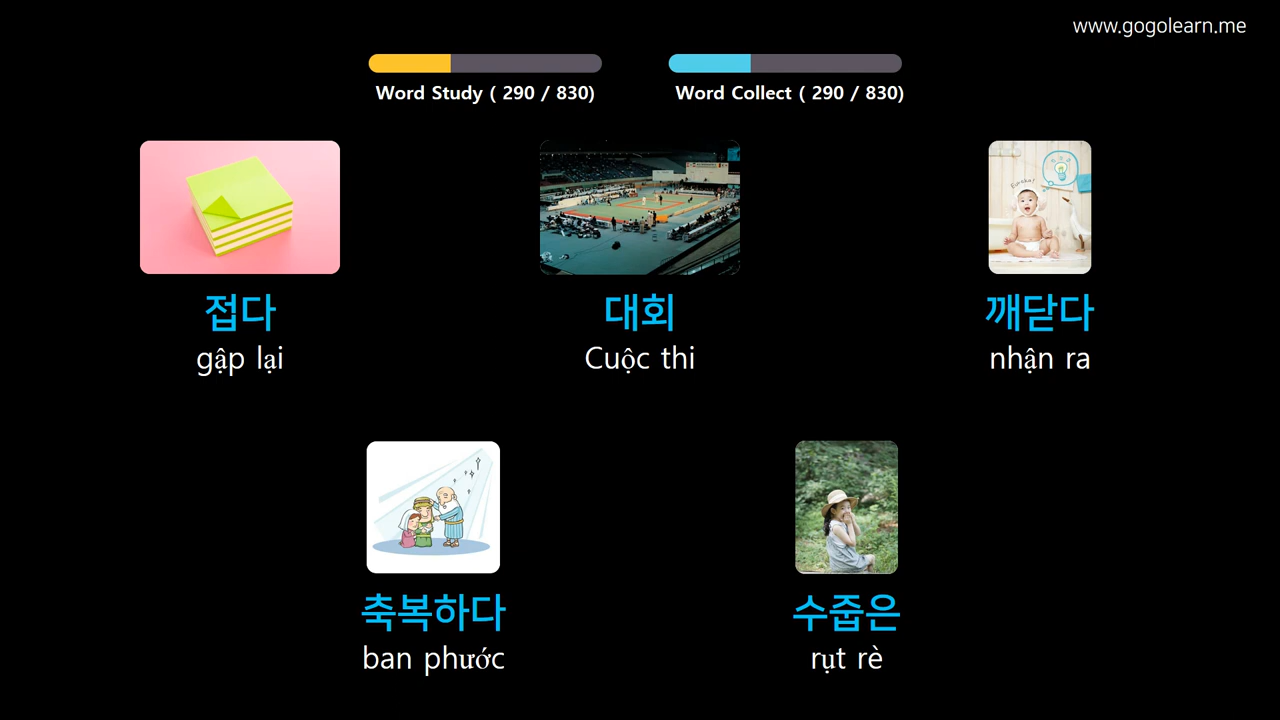 www.gogolearn.me
Word Study ( 290 / 830)
Word Collect ( 290 / 830)
Eureka!
접다
gập lại
대회
Cuộc thi
깨닫다
nhận ra
축복하다
ban phước
수줍은
rụt rè